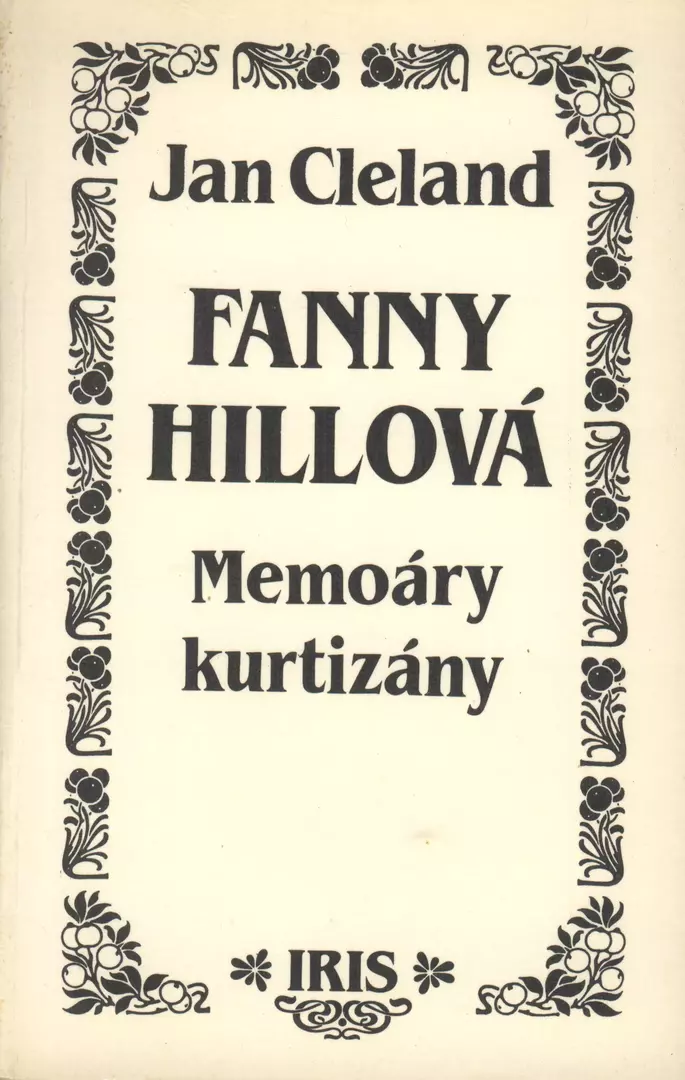 Jan Cleland
FANNY
HILLOVÁ
Memoáry
kurtizány
IRIS